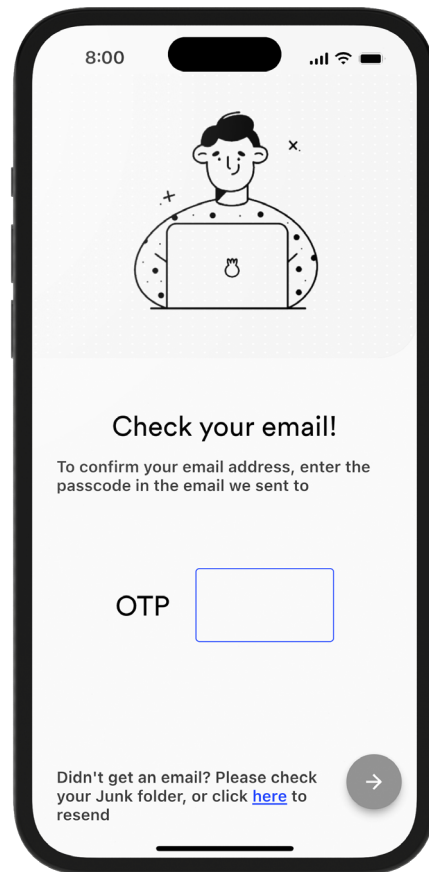 8:00
Check your email!
To confirm your email address, enter the
passcode in the email we sent to
OTP
Didn't get an email? Please check
your Junk folder, or click here to
resend